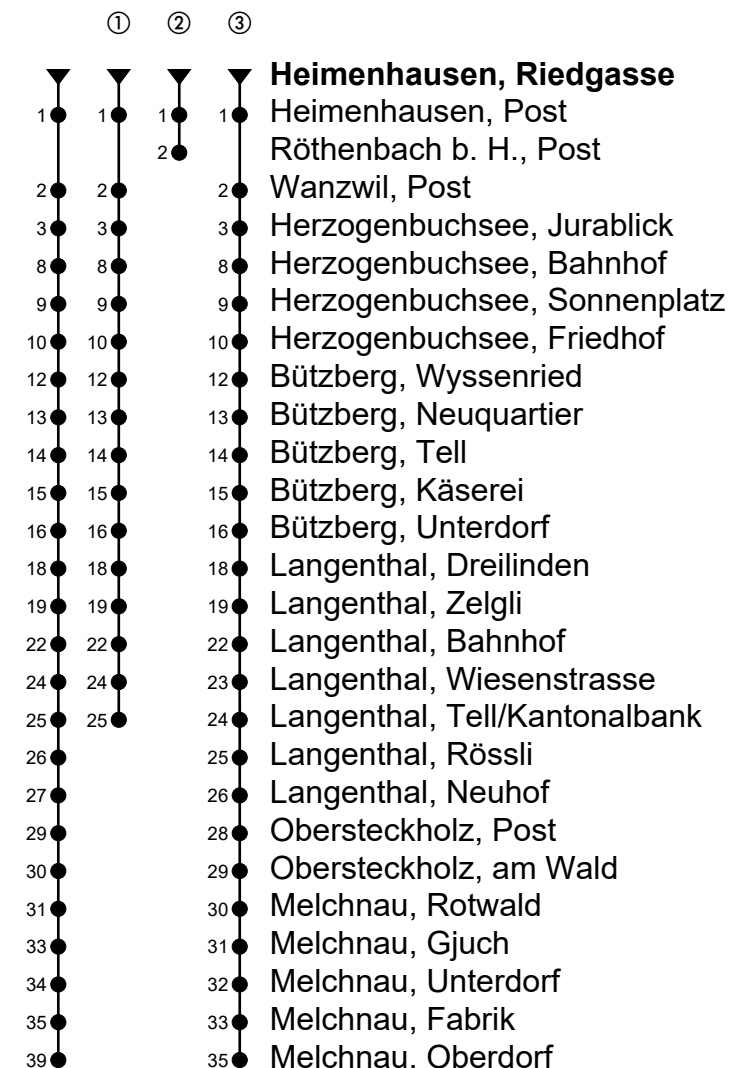 ① ② ③
Heimenhausen, Riedgasse
1 1 1 1 Heimenhausen, Post
2 Röthenbach b. H., Post
2 2 2 Wanzwil, Post
3 3 3 Herzogenbuchsee, Jurablick
8 8 8 Herzogenbuchsee, Bahnhof
9 9 9 Herzogenbuchsee, Sonnenplatz
10 10 10 Herzogenbuchsee, Friedhof
12 12 12 Bützberg, Wyssenried
13 13 13 Bützberg, Neuquartier
14 14 14 Bützberg, Tell
15 15 15 Bützberg, Käserei
16 16 16 Bützberg, Unterdorf
18 18 18 Langenthal, Dreilinden
19 19 19 Langenthal, Zelgli
22 22 22 Langenthal, Bahnhof
24 24 23 Langenthal, Wiesenstrasse
25 25 24 Langenthal, Tell/Kantonalbank
26 25 Langenthal, Rössli
27 26 Langenthal, Neuhof
29 28 Obersteckholz, Post
30 29 Obersteckholz, am Wald
31 30 Melchnau, Rotwald
33 31 Melchnau, Gjuch
34 32 Melchnau, Unterdorf
35 33 Melchnau, Fabrik
39 35 Melchnau, Oberdorf